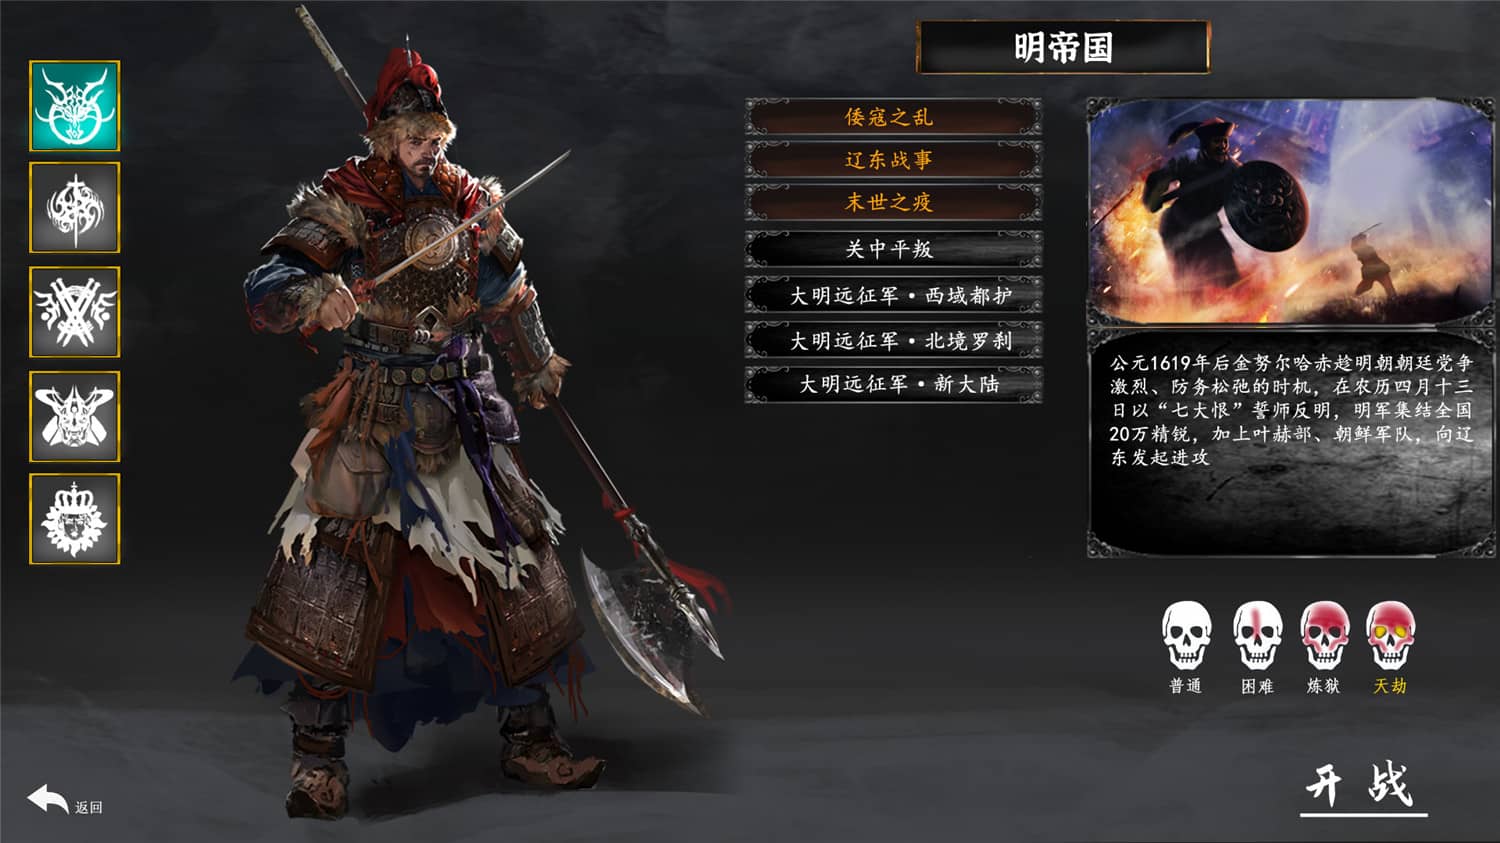 明帝国
倭寇之乱
辽东战事
末世之疫
关中平叛
大明远征军·西域都护
大明远征军·北境罗刹
大明远征军·新大陆
公元1619年后金努尔哈赤趁明朝朝廷党争
激烈、防务松弛的时机，在农历四月十三
日以“七大恨”誓师反明，明军集结全国
20万精锐，加上叶赫部、朝鲜军队，向辽
东发起进攻
普通
困难
炼狱
天劫
开战
返回